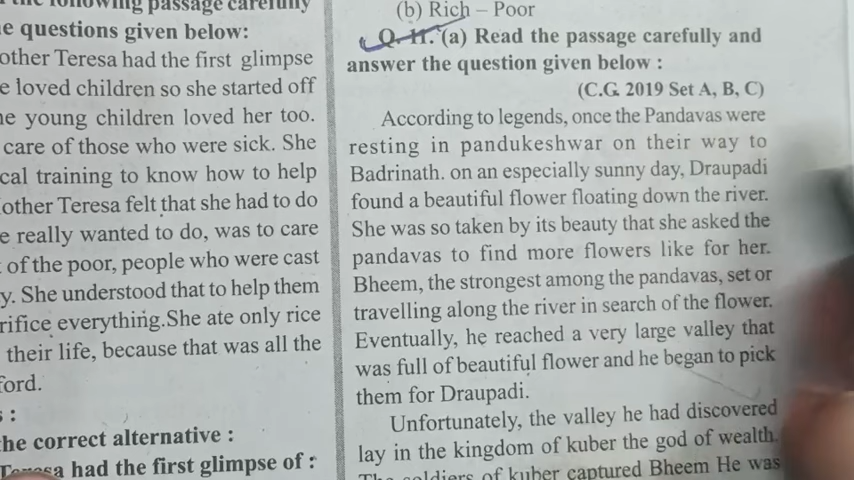 the following passage carefully
e questions given below:
other Teresa had the first glimpse
e loved children so she started off
ne young children loved her too.
care of those who were sick. She
cal training to know how to help
other Teresa felt that she had to do
e really wanted to do, was to care
of the poor, people who were cast
y. She understood that to help them
rifice everything.She ate only rice
their life, because that was all the
ford.
s :
he correct alternative :
Teresa had the first glimpse of :
(b) Rich – Poor
Q. 11. (a) Read the passage carefully and
answer the question given below :
(C.G. 2019 Set A, B, C)
According to legends, once the Pandavas were
resting in pandukeshwar on their way to
Badrinath. on an especially sunny day, Draupadi
found a beautiful flower floating down the river.
She was so taken by its beauty that she asked the
pandavas to find more flowers like for her.
Bheem, the strongest among the pandavas, set or
travelling along the river in search of the flower.
Eventually, he reached a very large valley that
was full of beautiful flower and he began to pick
them for Draupadi.
Unfortunately, the valley he had discovered
lay in the kingdom of kuber the god of wealth.
The soldiers of kuber captured Bheem He was